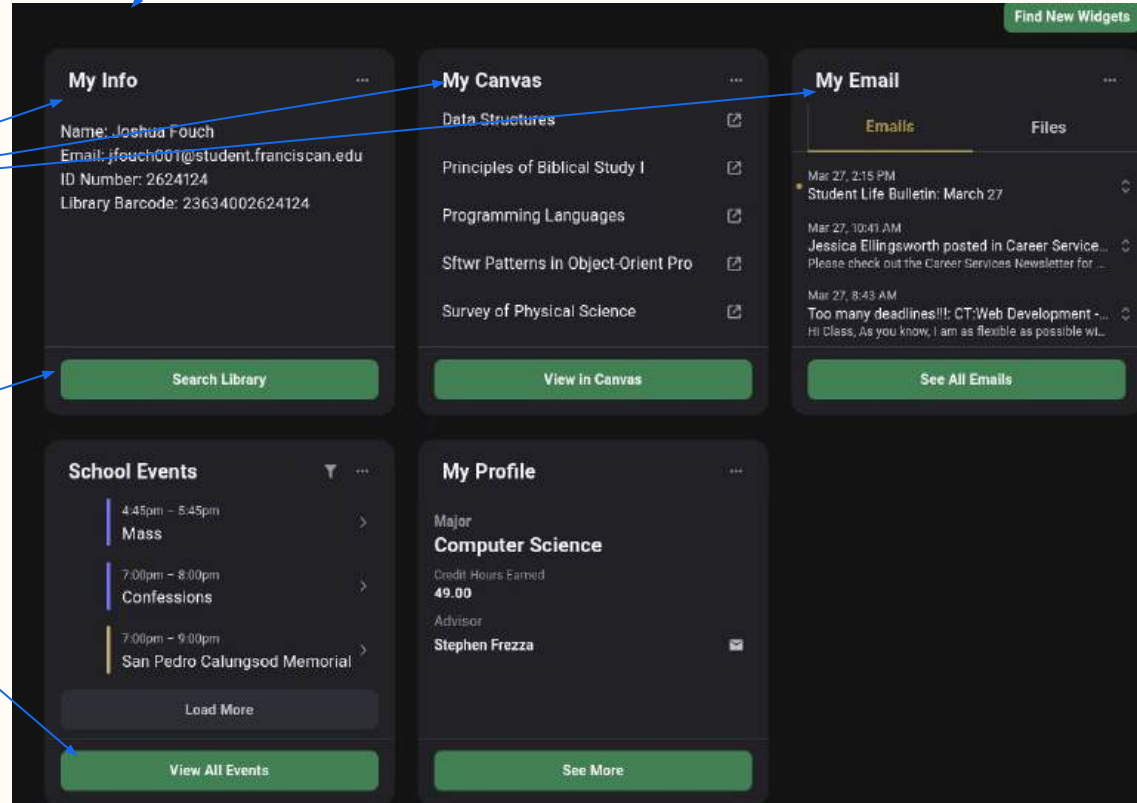 Find New Widgets
My Info
Name: Joshua Fouch
Email: jfouch001@student.franciscan.edu
ID Number: 2624124
Library Barcode: 23634002624124
Search Library
My Canvas
Data Structures
Principles of Biblical Study I
Programming Languages
Sftwr Patterns in Object-Orient Pro
Survey of Physical Science
View in Canvas
My Email
Emails Files
Mar 27, 2:15 PM
Student Life Bulletin: March 27
Mar 27, 10:41 AM
Jessica Ellingsworth posted in Career Service...
Please check out the Career Services Newsletter for ...
Mar 27, 8:43 AM
Too many deadlines!!!: CT:Web Development -...
Hi Class, As you know, I am as flexible as possible wi...
See All Emails
School Events
4:45pm – 5:45pm
Mass
7:00pm – 8:00pm
Confessions
7:00pm – 9:00pm
San Pedro Calungsod Memorial
Load More
View All Events
My Profile
Major
Computer Science
Credit Hours Earned
49.00
Advisor
Stephen Frezza
See More